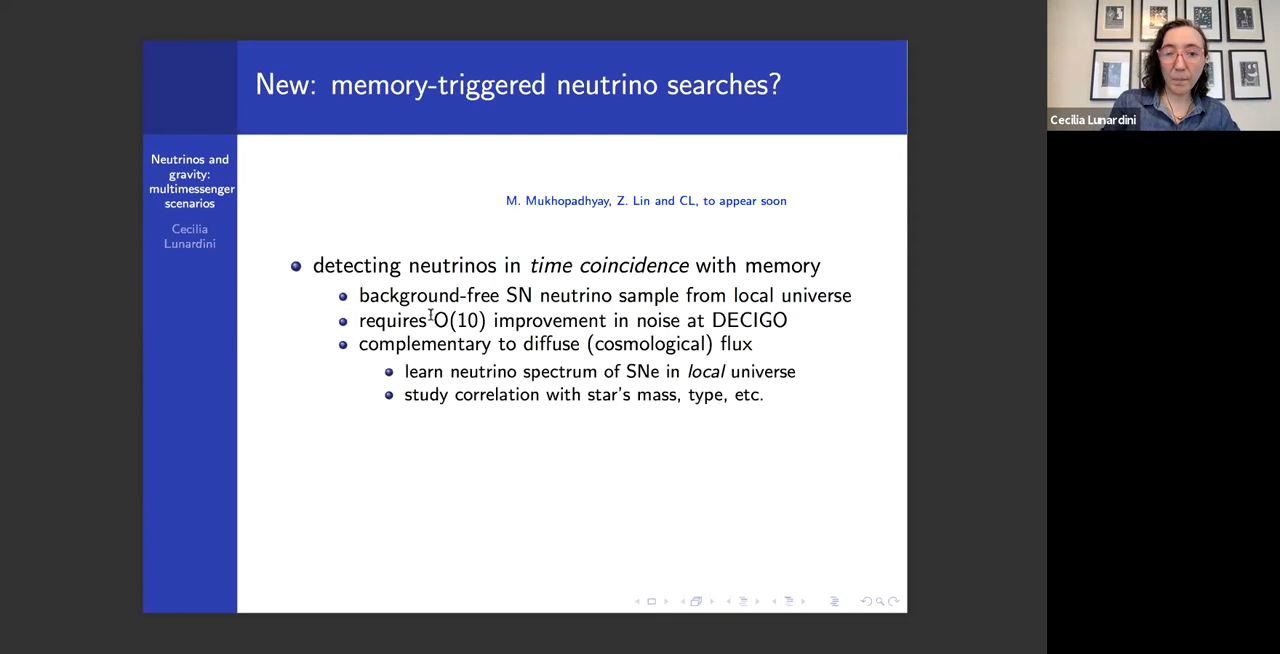 New: memory-triggered neutrino searches?
Neutrinos and
gravity:
multimessenger
scenarios
Cecilia
Lunardini
M. Mukhopadhyay, Z. Lin and CL, to appear soon
detecting neutrinos in time coincidence with memory
background-free SN neutrino sample from local universe
requires O(10) improvement in noise at DECIGO
complementary to diffuse (cosmological) flux
learn neutrino spectrum of SNe in local universe
study correlation with star's mass, type, etc.
Cecilia Lunardini